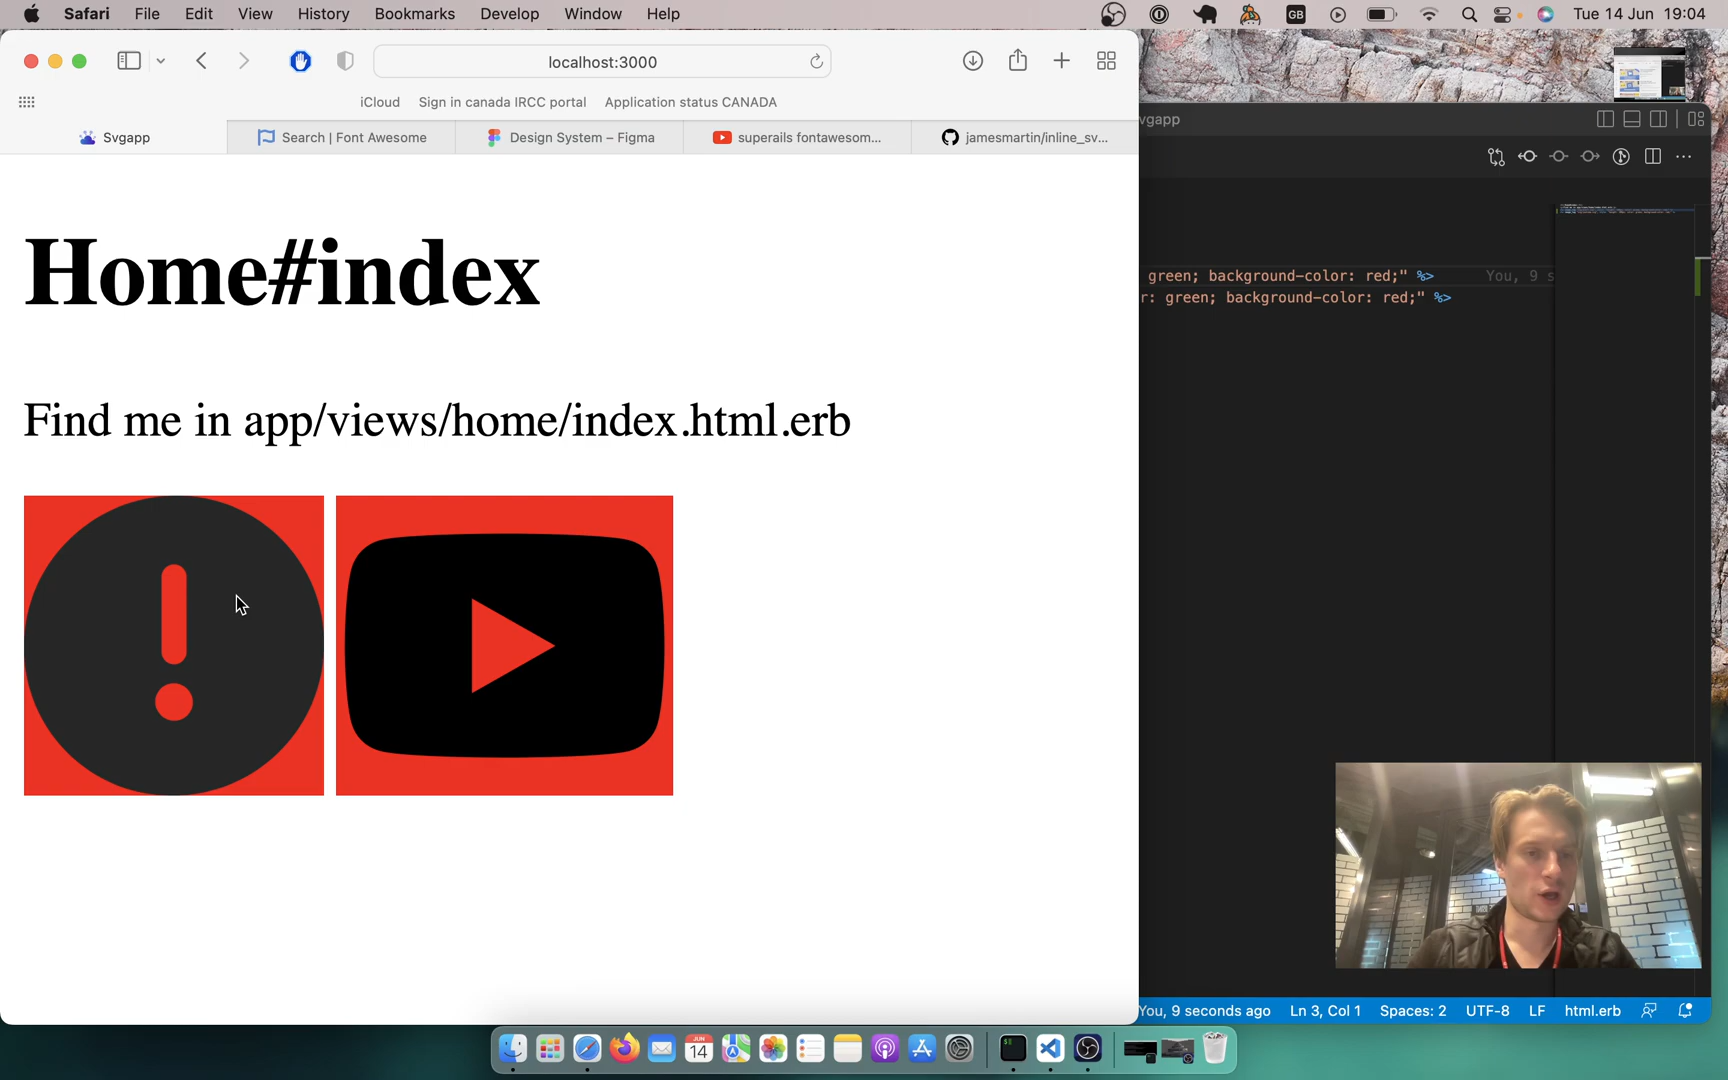 Safari File Edit View History Bookmarks Develop Window Help GB Tue 14 Jun 19:04
localhost:3000
iCloud Sign in canada IRCC portal Application status CANADA
Svgapp Search | Font Awesome Design System – Figma superails fontawesom... jamesmartin/inline_sv...
vgapp
Home#index
green; background-color: red;" %> You, 9 s
r: green; background-color: red;" %>
Find me in app/views/home/index.html.erb
You, 9 seconds ago Ln 3, Col 1 Spaces: 2 UTF-8 LF html.erb
JUN
14